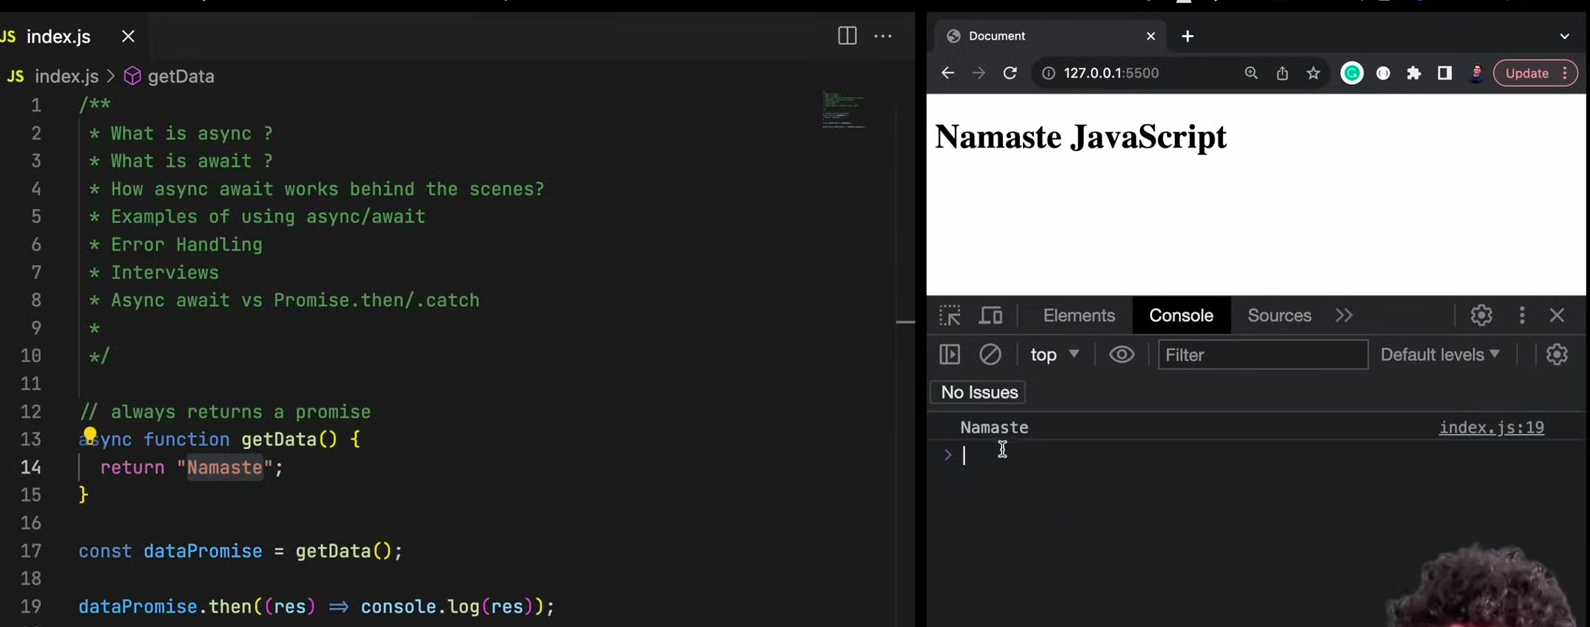 JS index.js
JS index.js > getData
1 /**
2 * What is async ?
3 * What is await ?
4 * How async await works behind the scenes?
5 * Examples of using async/await
6 * Error Handling
7 * Interviews
8 * Async await vs Promise.then/.catch
9 *
10 */
11
12 // always returns a promise
13 async function getData() {
14 return "Namaste";
15 }
16
17 const dataPromise = getData();
18
19 dataPromise.then((res) => console.log(res));
Document
127.0.0.1:5500
Update
Namaste JavaScript
Elements Console Sources >>
top Filter Default levels
No Issues
Namaste index.js:19
>